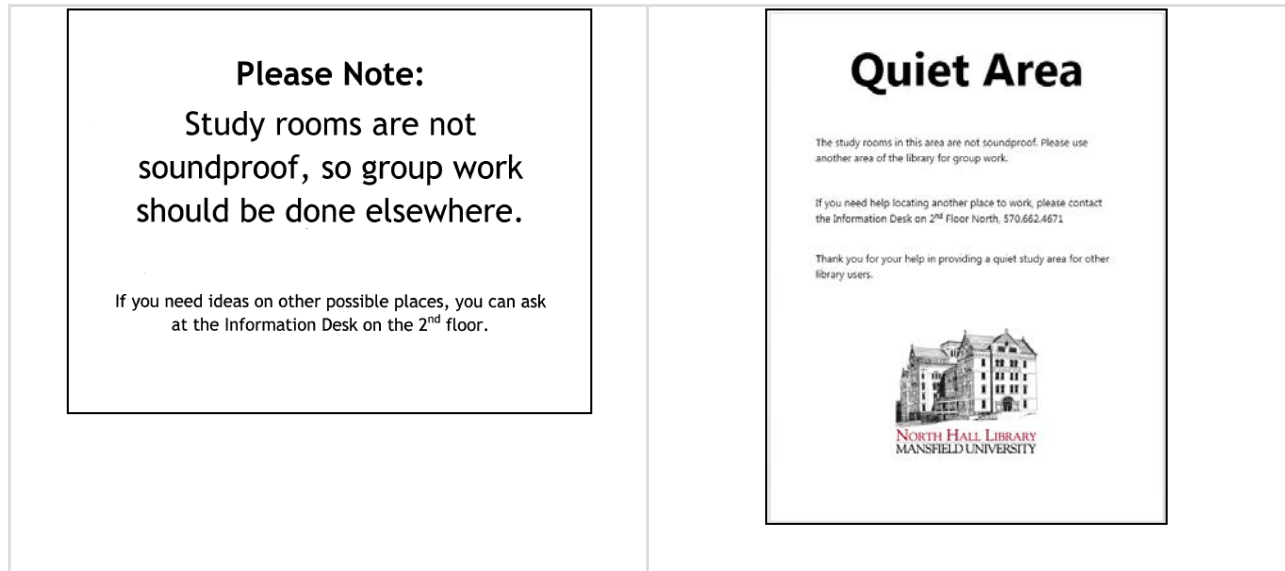 Please Note:
Study rooms are not
soundproof, so group work
should be done elsewhere.
If you need ideas on other possible places, you can ask
at the Information Desk on the 2nd floor.
Quiet Area
The study rooms in this area are not soundproof. Please use
another area of the library for group work.
If you need help locating another place to work, please contact
the Information Desk on 2nd Floor North, 570.662.4671
Thank you for your help in providing a quiet study area for other
library users.
NORTH HALL LIBRARY
MANSFIELD UNIVERSITY